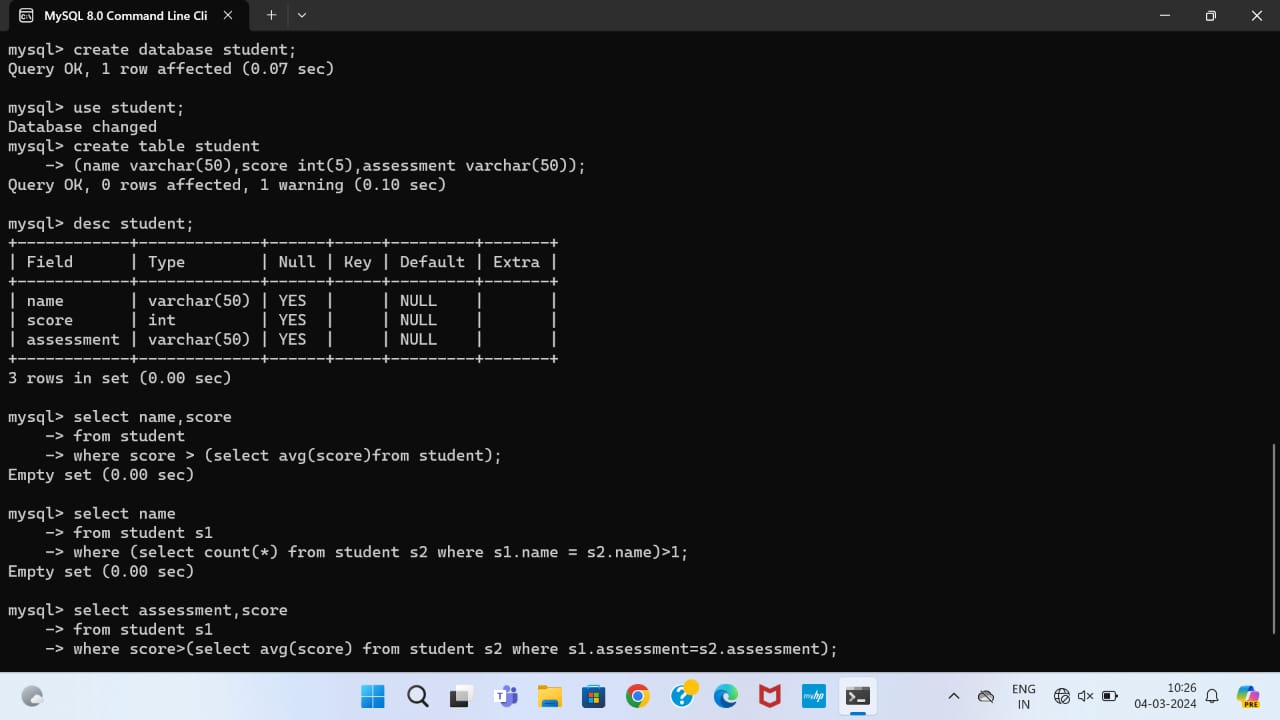 MySQL 8.0 Command Line Cli
mysql> create database student;
Query OK, 1 row affected (0.07 sec)
mysql> use student;
Database changed
mysql> create table student
    -> (name varchar(50),score int(5),assessment varchar(50));
Query OK, 0 rows affected, 1 warning (0.10 sec)
mysql> desc student;
+------------+-------------+------+-----+---------+-------+
| Field      | Type        | Null | Key | Default | Extra |
+------------+-------------+------+-----+---------+-------+
| name       | varchar(50) | YES  |     | NULL    |       |
| score      | int         | YES  |     | NULL    |       |
| assessment | varchar(50) | YES  |     | NULL    |       |
+------------+-------------+------+-----+---------+-------+
3 rows in set (0.00 sec)
mysql> select name,score
    -> from student
    -> where score > (select avg(score)from student);
Empty set (0.00 sec)
mysql> select name
    -> from student s1
    -> where (select count(*) from student s2 where s1.name = s2.name)>1;
Empty set (0.00 sec)
mysql> select assessment,score
    -> from student s1
    -> where score>(select avg(score) from student s2 where s1.assessment=s2.assessment);
ENG
IN
10:26
04-03-2024
myhp
PRE